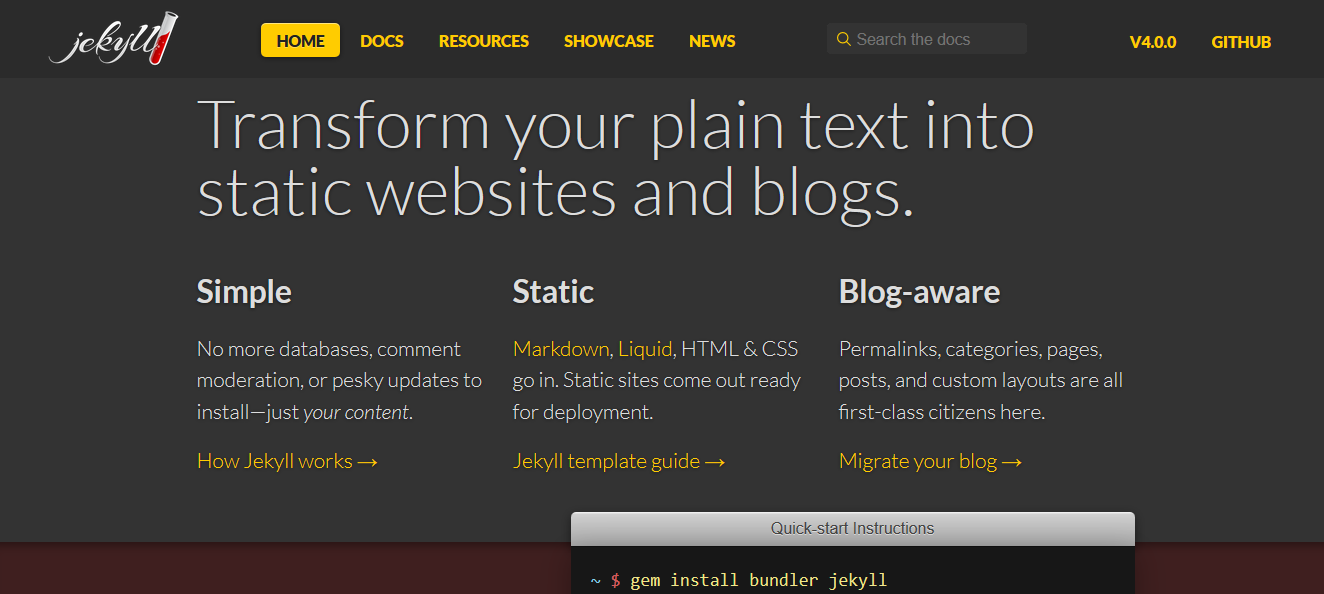 jekyll
HOME DOCS RESOURCES SHOWCASE NEWS Search the docs V4.0.0 GITHUB
Transform your plain text into
static websites and blogs.
Simple
No more databases, comment
moderation, or pesky updates to
install—just your content.
How Jekyll works →
Static
Markdown, Liquid, HTML & CSS
go in. Static sites come out ready
for deployment.
Jekyll template guide →
Blog-aware
Permalinks, categories, pages,
posts, and custom layouts are all
first-class citizens here.
Migrate your blog →
Quick-start Instructions
~ $ gem install bundler jekyll